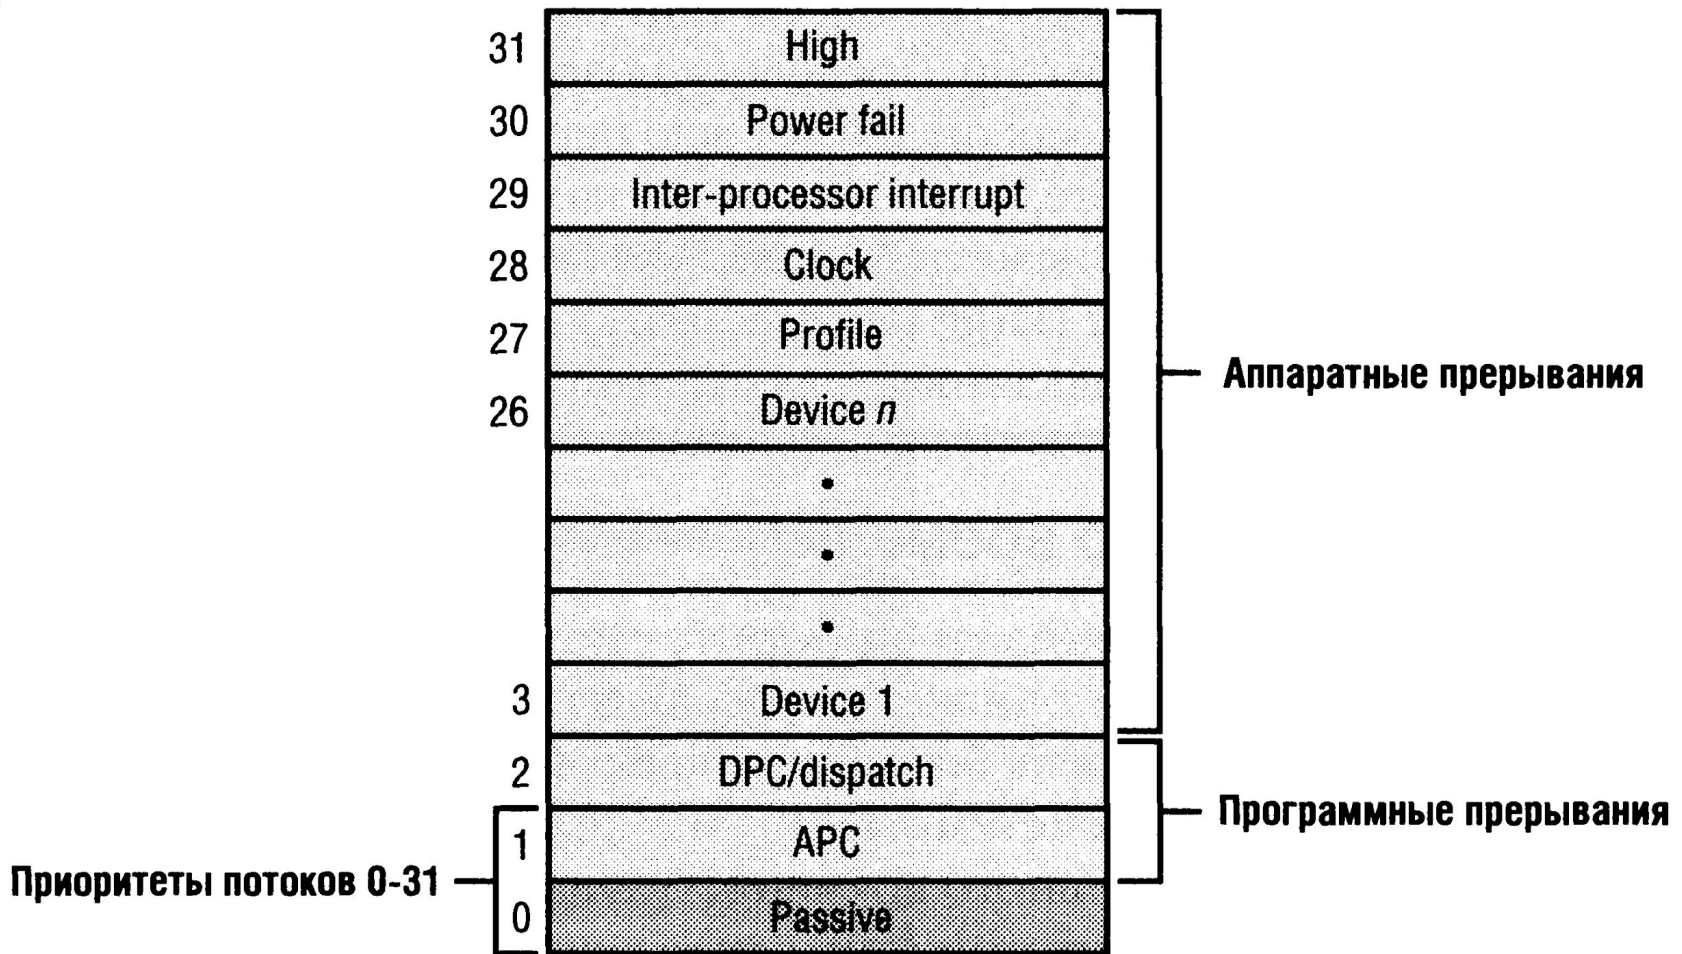 31 High
30 Power fail
29 Inter-processor interrupt
28 Clock
27 Profile
Аппаратные прерывания
26 Device n
•
•
•
3 Device 1
2 DPC/dispatch
Программные прерывания
1 APC
Приоритеты потоков 0-31
0 Passive